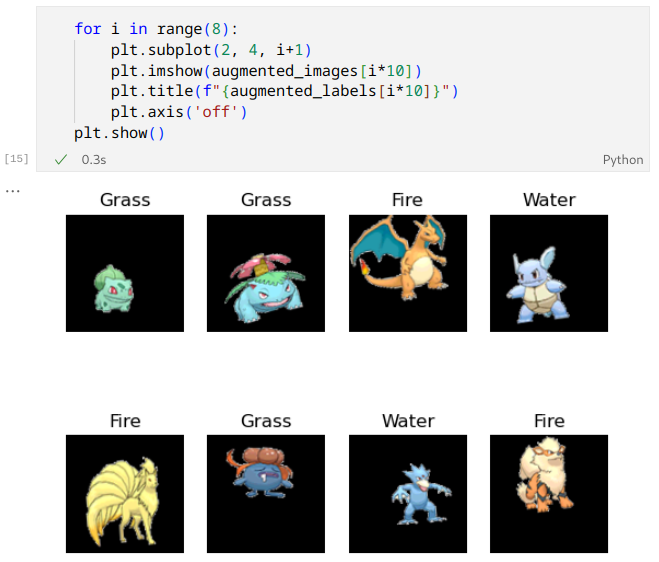 for i in range(8):
    plt.subplot(2, 4, i+1)
    plt.imshow(augmented_images[i*10])
    plt.title(f"{augmented_labels[i*10]}")
    plt.axis('off')
plt.show()
[15] ✓ 0.3s Python
...
Grass Grass Fire Water
Fire Grass Water Fire